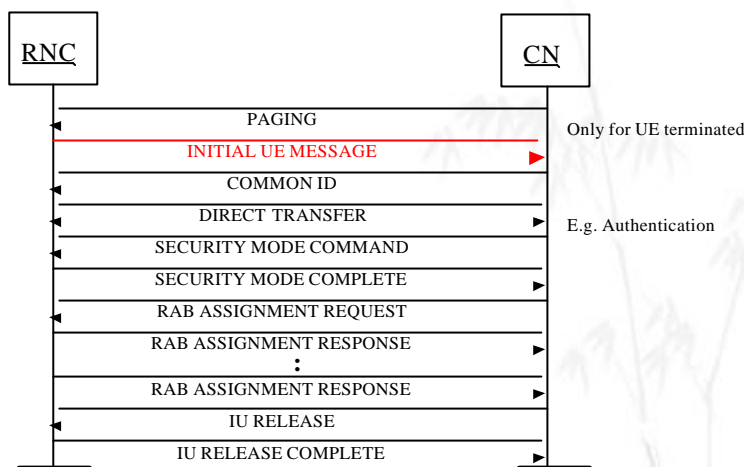 RNC
CN
PAGING
Only for UE terminated
INITIAL UE MESSAGE
COMMON ID
DIRECT TRANSFER
E.g. Authentication
SECURITY MODE COMMAND
SECURITY MODE COMPLETE
RAB ASSIGNMENT REQUEST
RAB ASSIGNMENT RESPONSE
:
RAB ASSIGNMENT RESPONSE
IU RELEASE
IU RELEASE COMPLETE